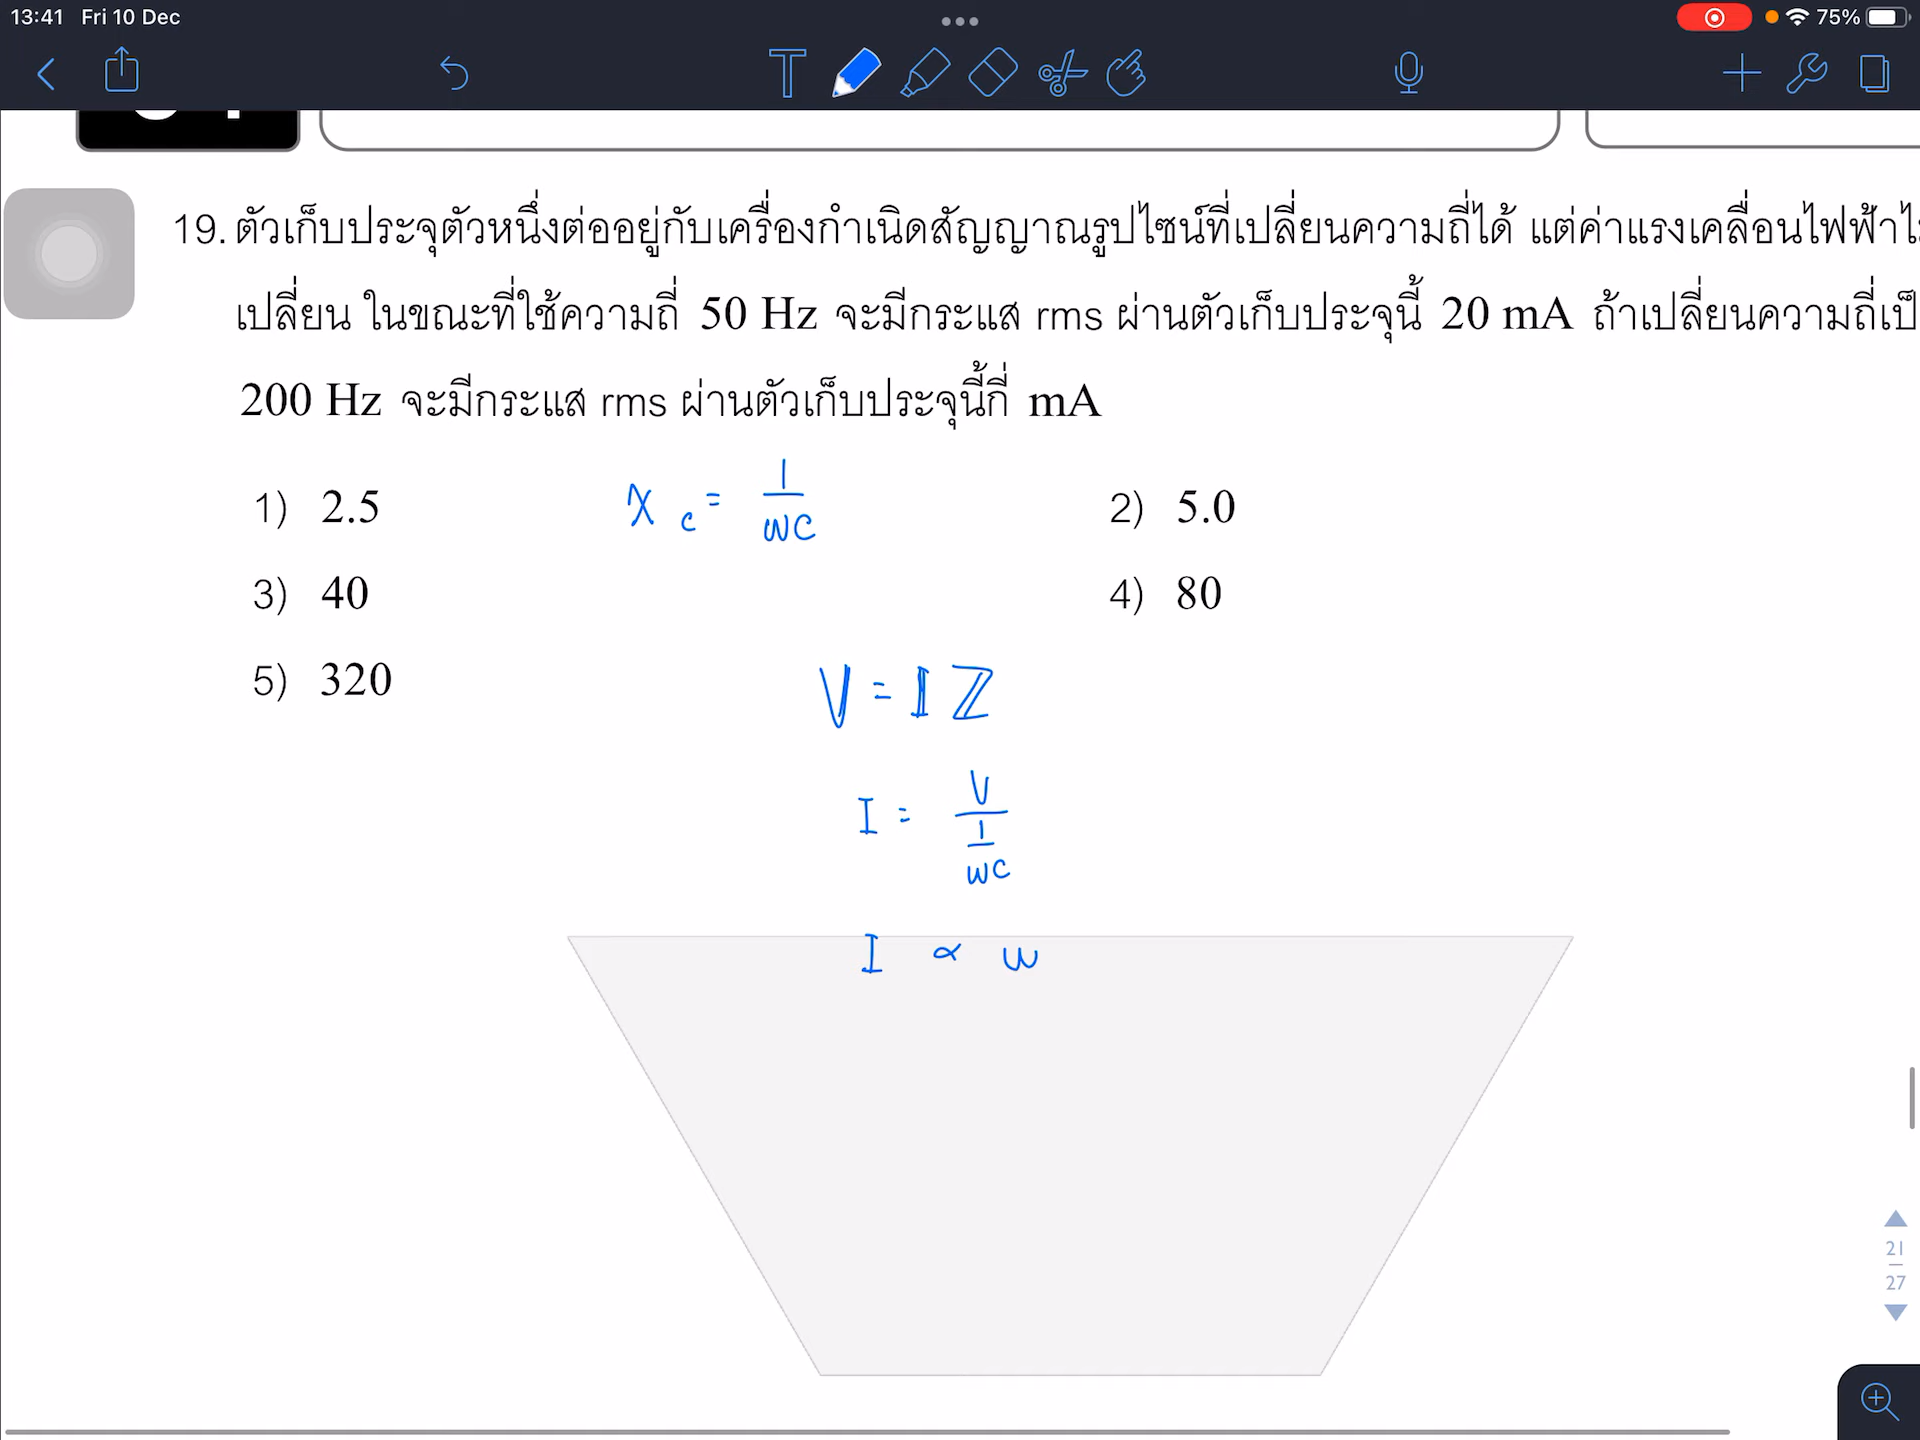 13:41 Fri 10 Dec
75%
19. ตัวเก็บประจุตัวหนึ่งต่ออยู่กับเครื่องกำเนิดสัญญาณรูปไซน์ที่เปลี่ยนความถี่ได้ แต่ค่าแรงเคลื่อนไฟฟ้า
เปลี่ยน ในขณะที่ใช้ความถี่ 50 Hz จะมีกระแส rms ผ่านตัวเก็บประจุนี้ 20 mA ถ้าเปลี่ยนความถี่
200 Hz จะมีกระแส rms ผ่านตัวเก็บประจุนี้กี่ mA
1) 2.5
X c = 1/wc
2) 5.0
3) 40
4) 80
5) 320
V = I Z
I = V/(1/wc)
I ∝ w
21
27